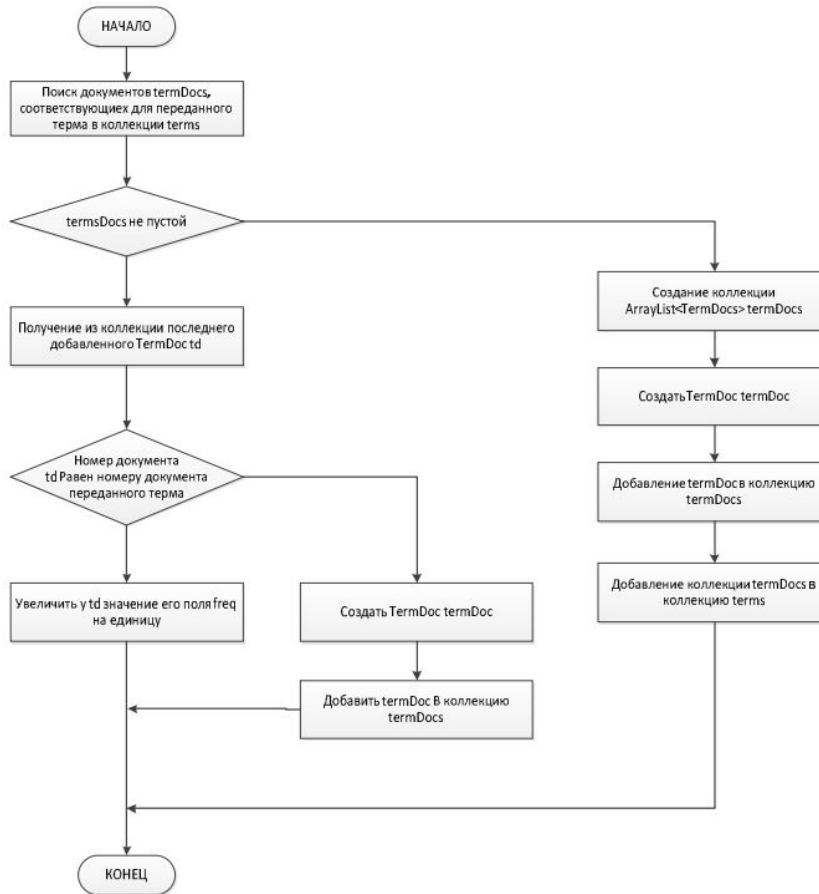 НАЧАЛО
Поиск документов termDocs,
соответствующиех для переданного
терма в коллекции terms
termsDocs не пустой
Создание коллекции
ArrayList<TermDocs> termDocs
Получение из коллекции последнего
добавленного TermDoc td
Создать TermDoc termDoc
Номер документа
td Равен номеру документа
переданного терма
Добавление termDoc в коллекцию
termDocs
Увеличить у td значение его поля freq
на единицу
Создать TermDoc termDoc
Добавление коллекции termDocs в
коллекцию terms
Добавить termDoc В коллекцию
termDocs
КОНЕЦ